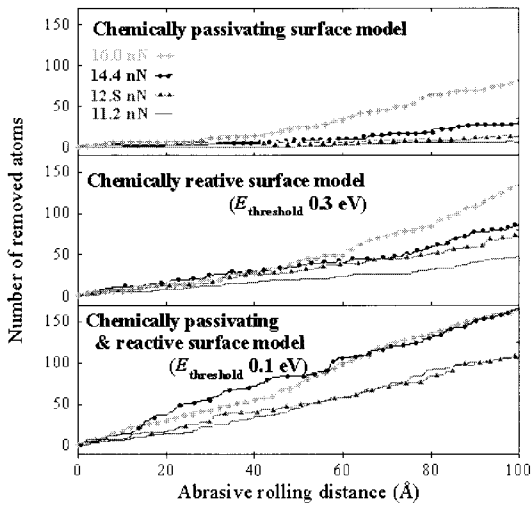 Chemically passivating surface model
16.0 nN
14.4 nN
12.8 nN
11.2 nN
150
100
50
0
Chemically reative surface model
(E threshold 0.3 eV)
150
100
50
0
Chemically passivating
& reactive surface model
(E threshold 0.1 eV)
150
100
50
0
0 20 40 60 80 100
Abrasive rolling distance (Å)
Number of removed atoms